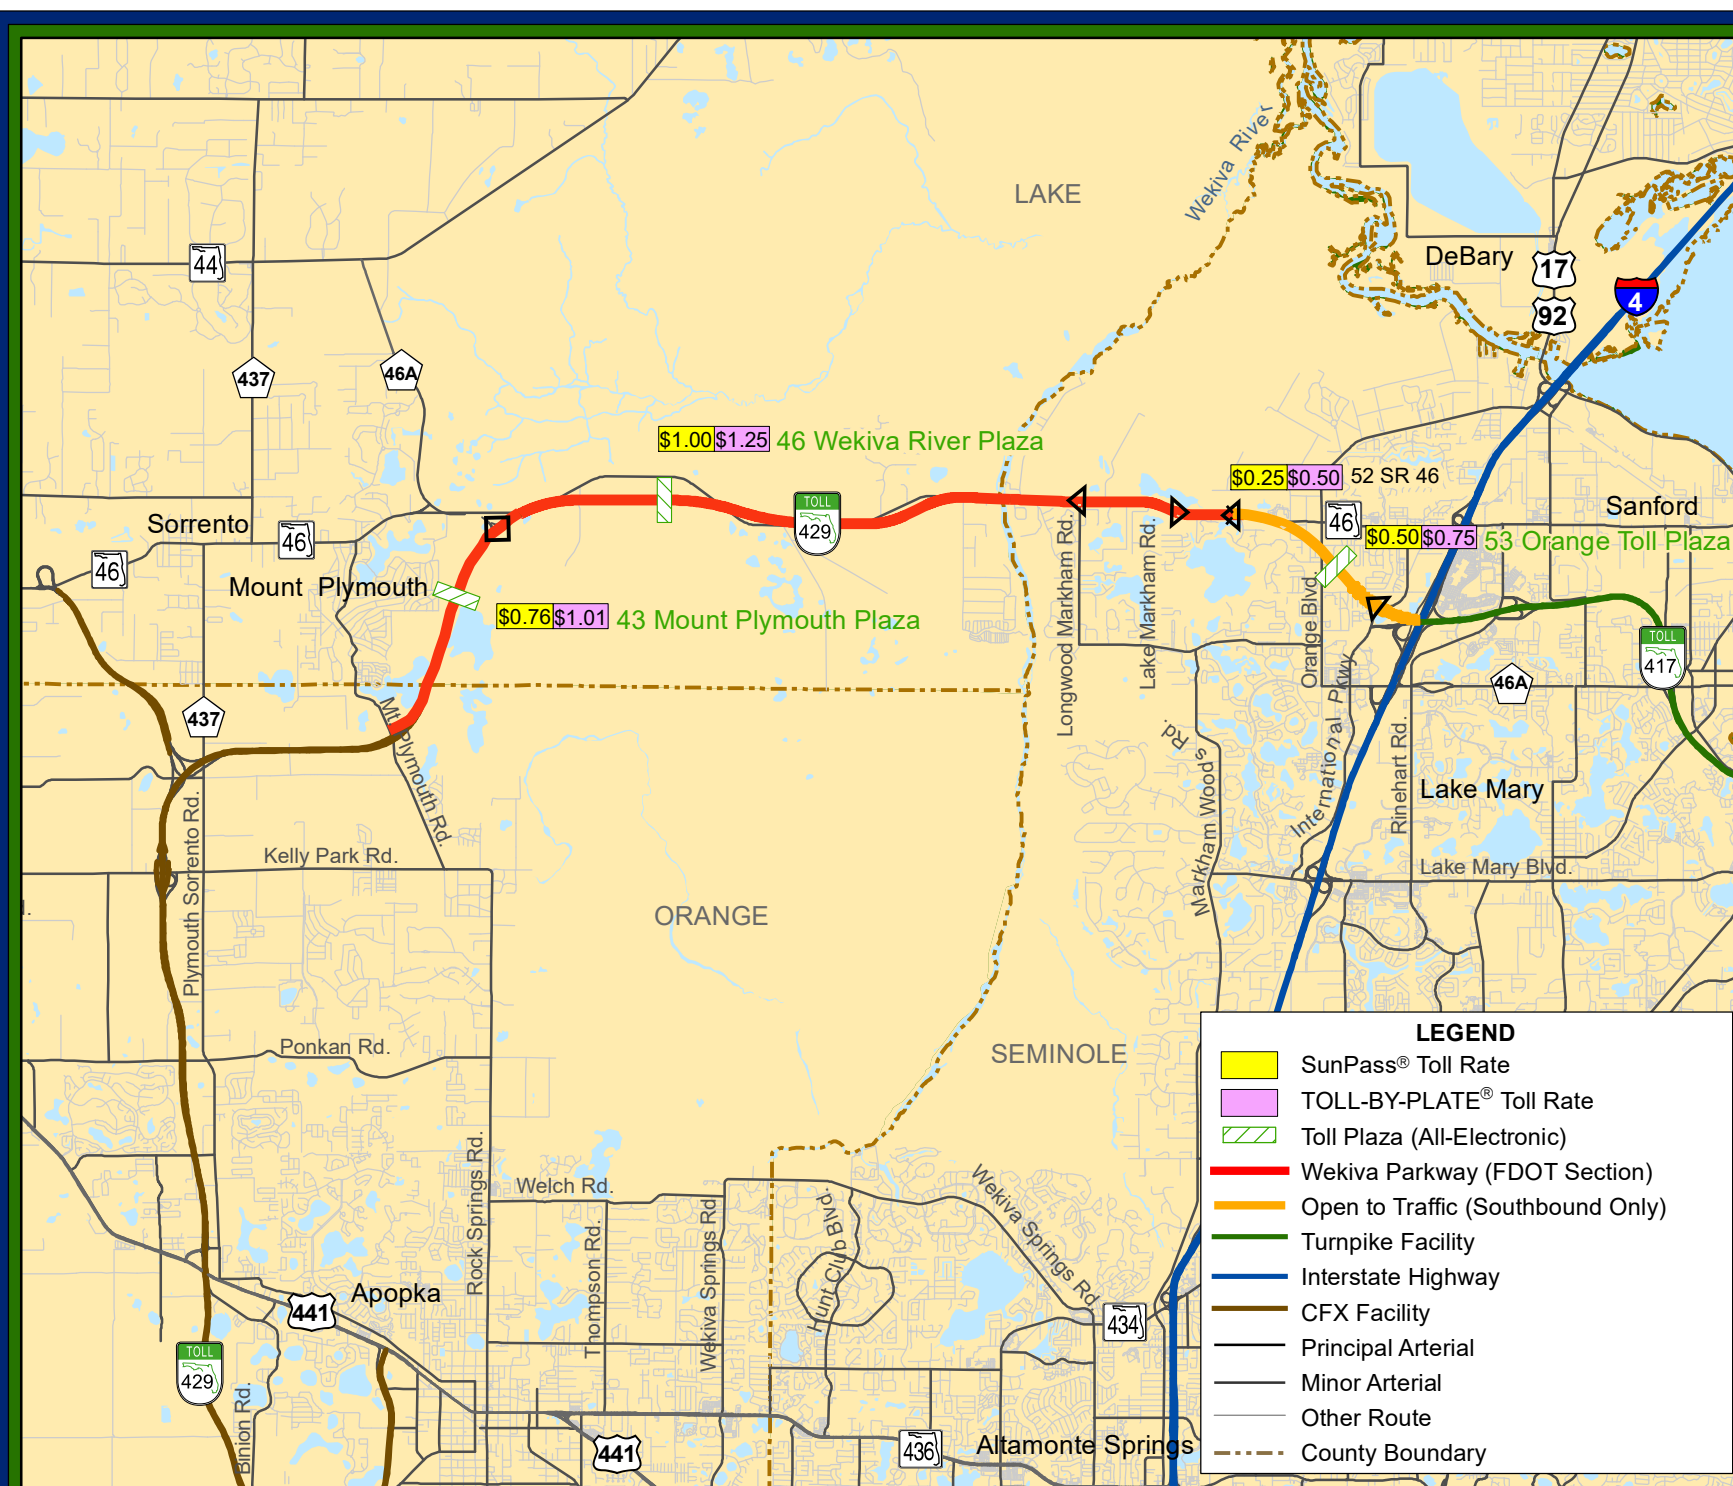 LAKE
Wekiva River
DeBary
17
92
4
44
437
46A
$1.00 $1.25 46 Wekiva River Plaza
TOLL
429
$0.25 $0.50 52 SR 46
46
Sanford
$0.50 $0.75 53 Orange Toll Plaza
Sorrento
46
46
Mount Plymouth
$0.76 $1.01 43 Mount Plymouth Plaza
Longwood Markham Rd.
Lake Markham Rd.
Orange Blvd.
TOLL
417
46A
437
Mt. Plymouth Rd.
Markham Woods Rd.
International Pkwy
Rinehart Rd.
Lake Mary
Plymouth Sorrento Rd.
Kelly Park Rd.
Lake Mary Blvd.
ORANGE
Ponkan Rd.
SEMINOLE
Rock Springs Rd.
Welch Rd.
Thompson Rd.
Wekiva Springs Rd
Hunt Club Blvd.
Wekiva Springs Rd.
Apopka
441
434
TOLL
429
Binion Rd.
441
436
Altamonte Springs
LEGEND
SunPass® Toll Rate
TOLL-BY-PLATE® Toll Rate
Toll Plaza (All-Electronic)
Wekiva Parkway (FDOT Section)
Open to Traffic (Southbound Only)
Turnpike Facility
Interstate Highway
CFX Facility
Principal Arterial
Minor Arterial
Other Route
County Boundary